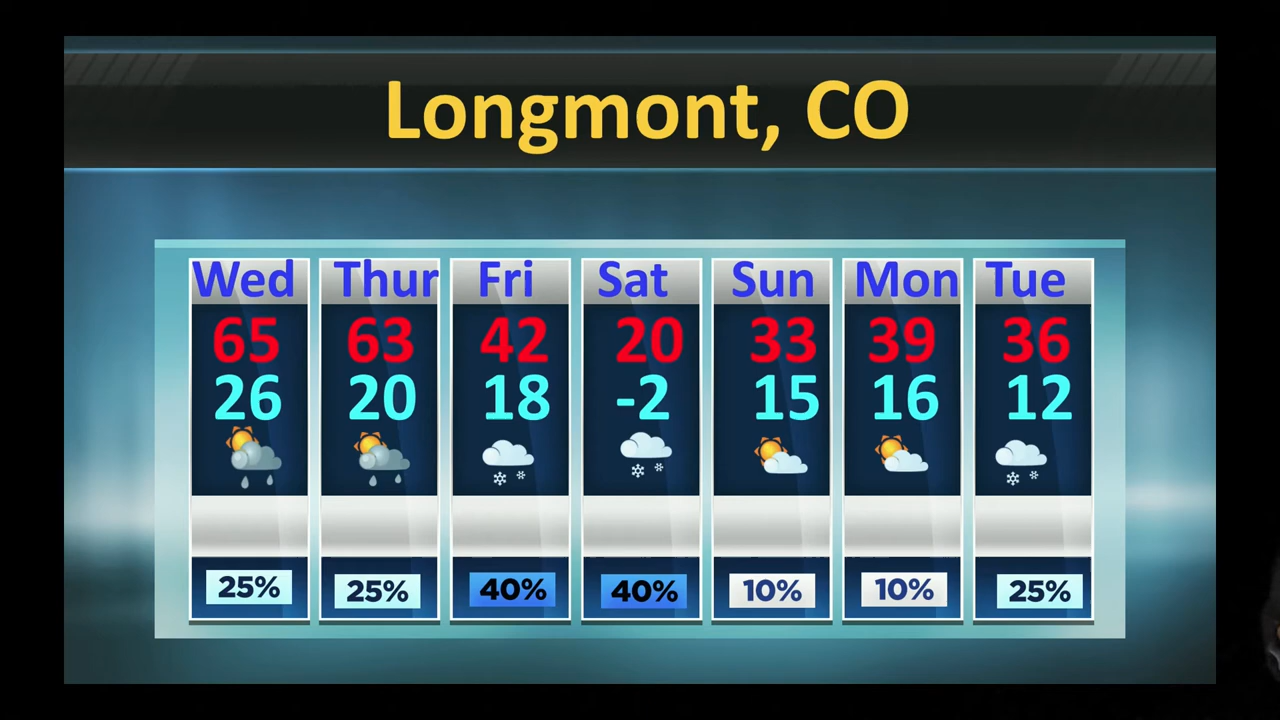 Longmont, CO
Wed Thur Fri Sat Sun Mon Tue
65 63 42 20 33 39 36
26 20 18 -2 15 16 12
25% 25% 40% 40% 10% 10% 25%